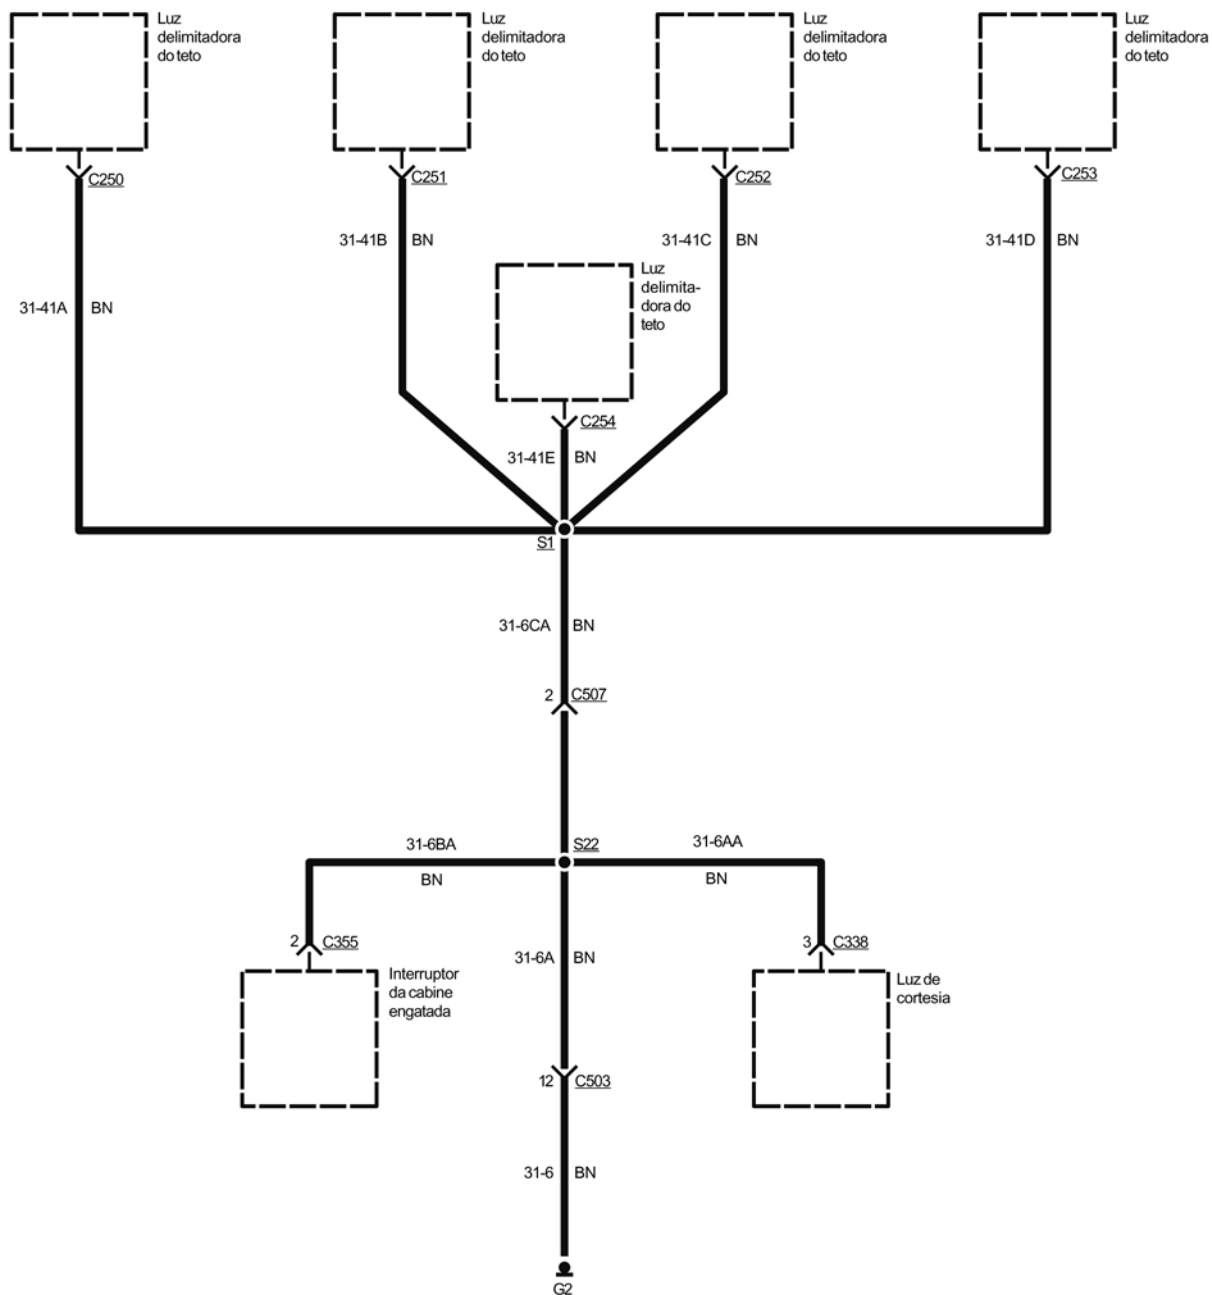 Luz
delimitadora
do teto
Luz
delimitadora
do teto
Luz
delimitadora
do teto
Luz
delimitadora
do teto
C250
C251
C252
C253
31-41B BN
31-41C BN
31-41D BN
Luz
delimita-
dora do
teto
31-41A BN
C254
31-41E BN
S1
31-6CA BN
2 C507
31-6BA
S22
31-6AA
BN
BN
2 C355
3 C338
31-6A BN
Interruptor
da cabine
engatada
Luz de
cortesia
12 C503
31-6 BN
G2